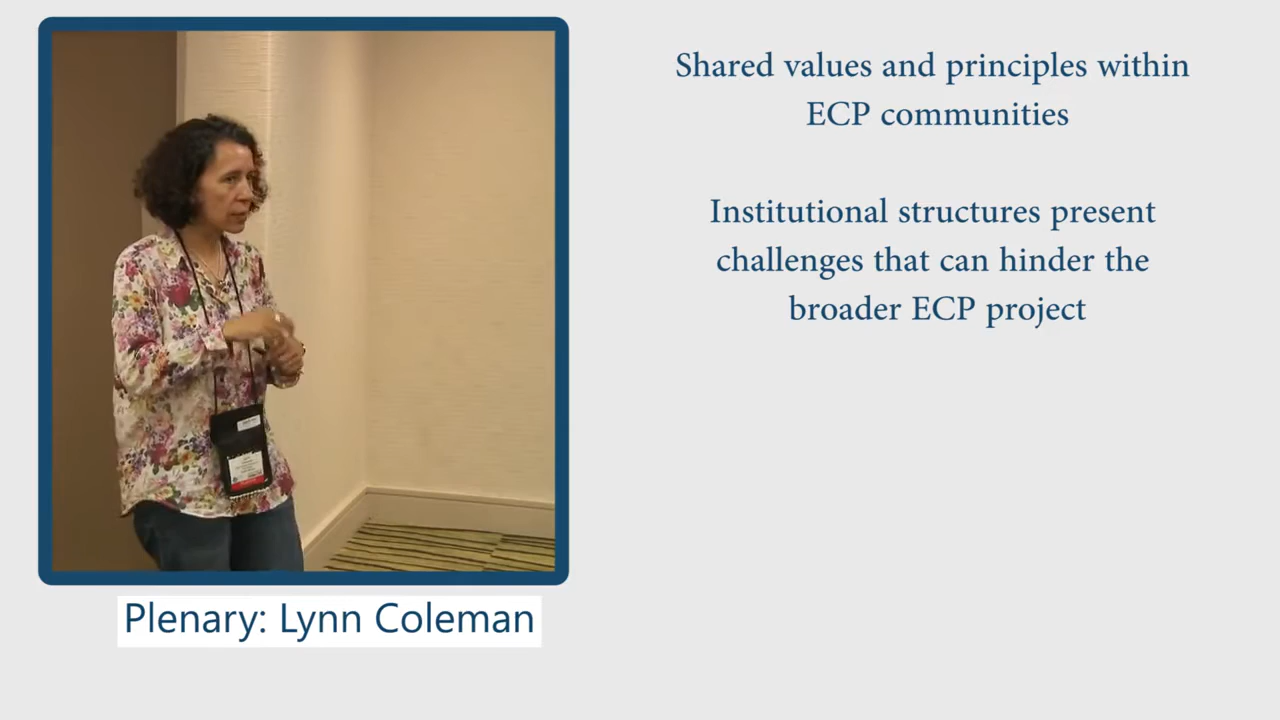 Shared values and principles within
ECP communities
Institutional structures present
challenges that can hinder the
broader ECP project
Plenary: Lynn Coleman